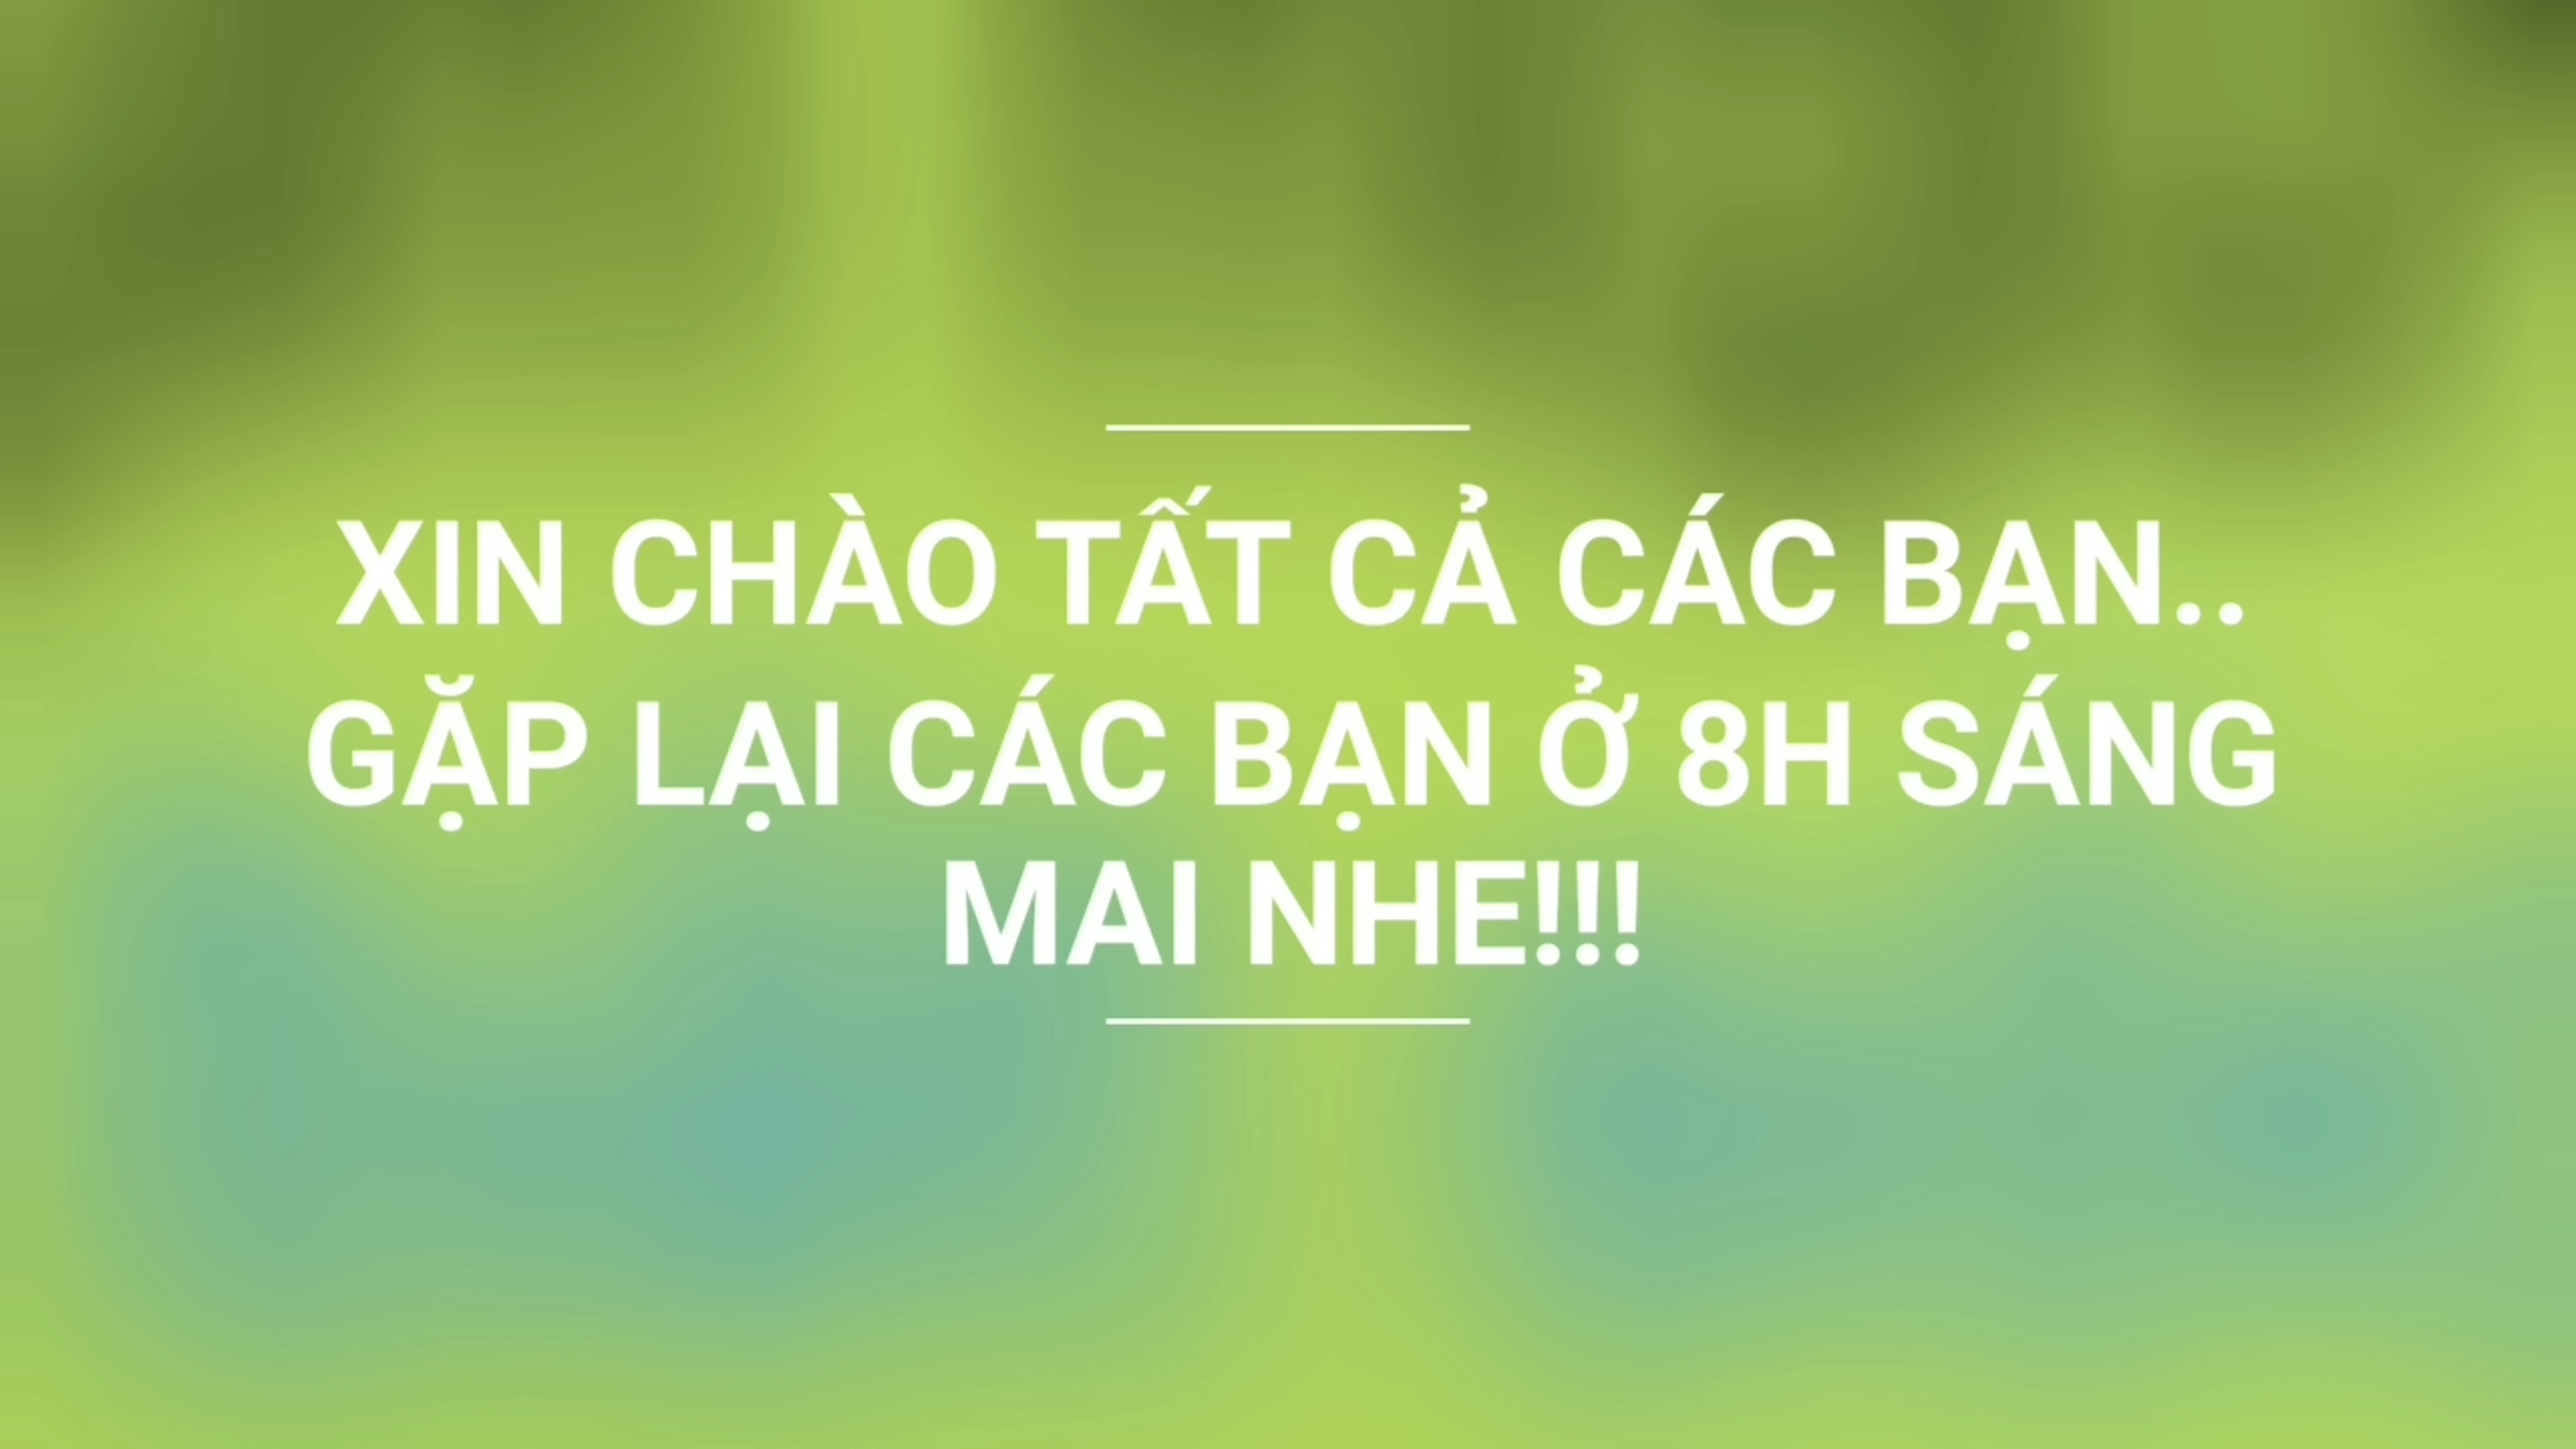 XIN CHÀO TẤT CẢ CÁC BẠN..
GẶP LẠI CÁC BẠN Ở 8H SÁNG
MAI NHE!!!